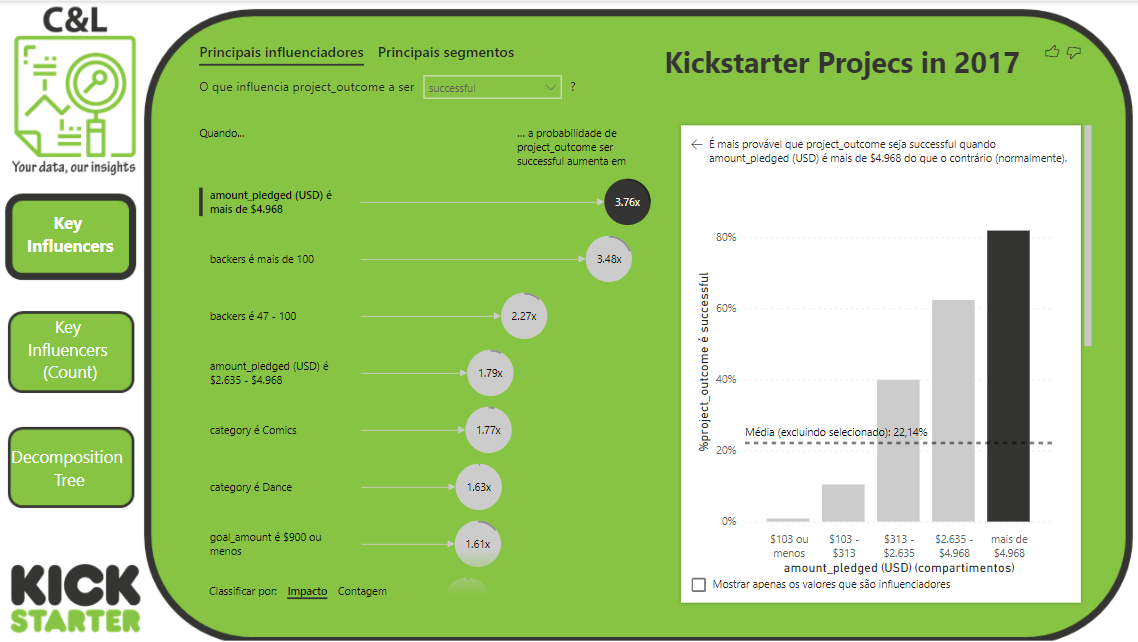 C&L
Your data, our insights
Key
Influencers
Key
Influencers
(Count)
Decomposition
Tree
KICK
STARTER
Principais influenciadores
Principais segmentos
Kickstarter Projecs in 2017
O que influencia project_outcome a ser
successful
?
Quando...
... a probabilidade de
project_outcome ser
successful aumenta em
amount_pledged (USD) é
mais de $4.968
3.76x
backers é mais de 100
3.48x
backers é 47 - 100
2.27x
amount_pledged (USD) é
$2.635 - $4.968
1.79x
category é Comics
1.77x
category é Dance
1.63x
goal_amount é $900 ou
menos
1.61x
Classificar por:
Impacto
Contagem
É mais provável que project_outcome seja successful quando
amount_pledged (USD) é mais de $4.968 do que o contrário (normalmente).
%project_outcome é successful
80%
60%
40%
Média (excluindo selecionado): 22,14%
20%
0%
$103 ou
menos
$103 -
$313
$313 -
$2.635
$2.635 -
$4.968
mais de
$4.968
amount_pledged (USD) (compartimentos)
Mostrar apenas os valores que são influenciadores